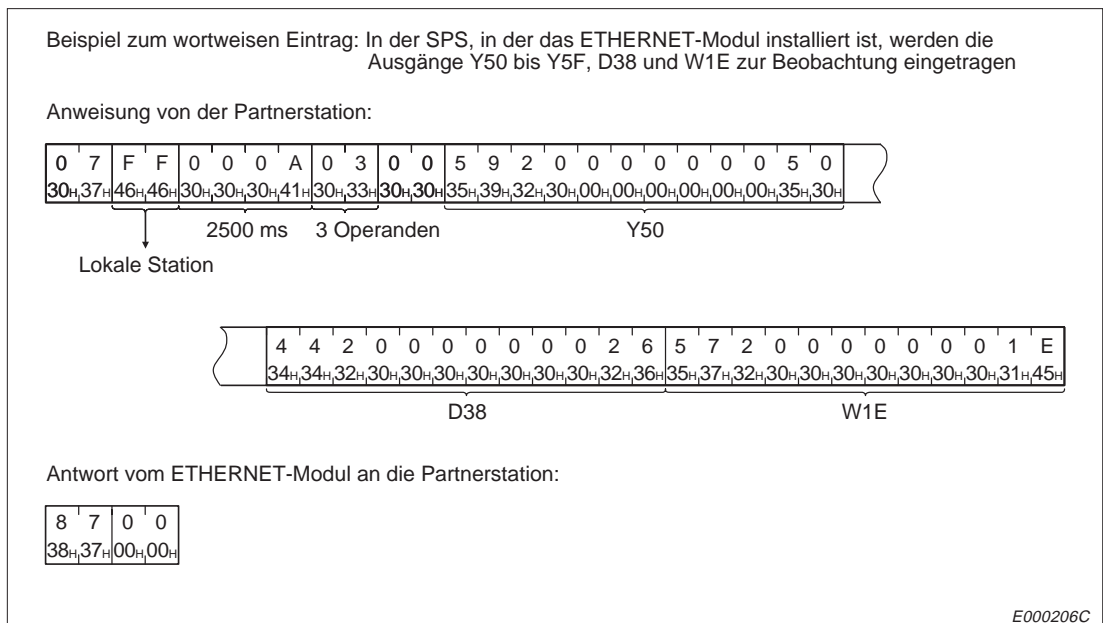 Beispiel zum wortweisen Eintrag: In der SPS, in der das ETHERNET-Modul installiert ist, werden die
Ausgänge Y50 bis Y5F, D38 und W1E zur Beobachtung eingetragen
Anweisung von der Partnerstation:
0 7 F F 0 0 0 A 0 3 0 0 5 9 2 0 0 0 0 0 0 0 5 0
30H 37H 46H 46H 30H 30H 30H 41H 30H 33H 30H 30H 35H 39H 32H 30H 00H 00H 00H 00H 00H 00H 35H 30H
2500 ms 3 Operanden Y50
Lokale Station
4 4 2 0 0 0 0 0 0 0 2 6 5 7 2 0 0 0 0 0 0 0 1 E
34H 34H 32H 30H 30H 30H 30H 30H 30H 30H 32H 36H 35H 37H 32H 30H 30H 30H 30H 30H 30H 30H 31H 45H
D38 W1E
Antwort vom ETHERNET-Modul an die Partnerstation:
8 7 0 0
38H 37H 00H 00H
E000206C